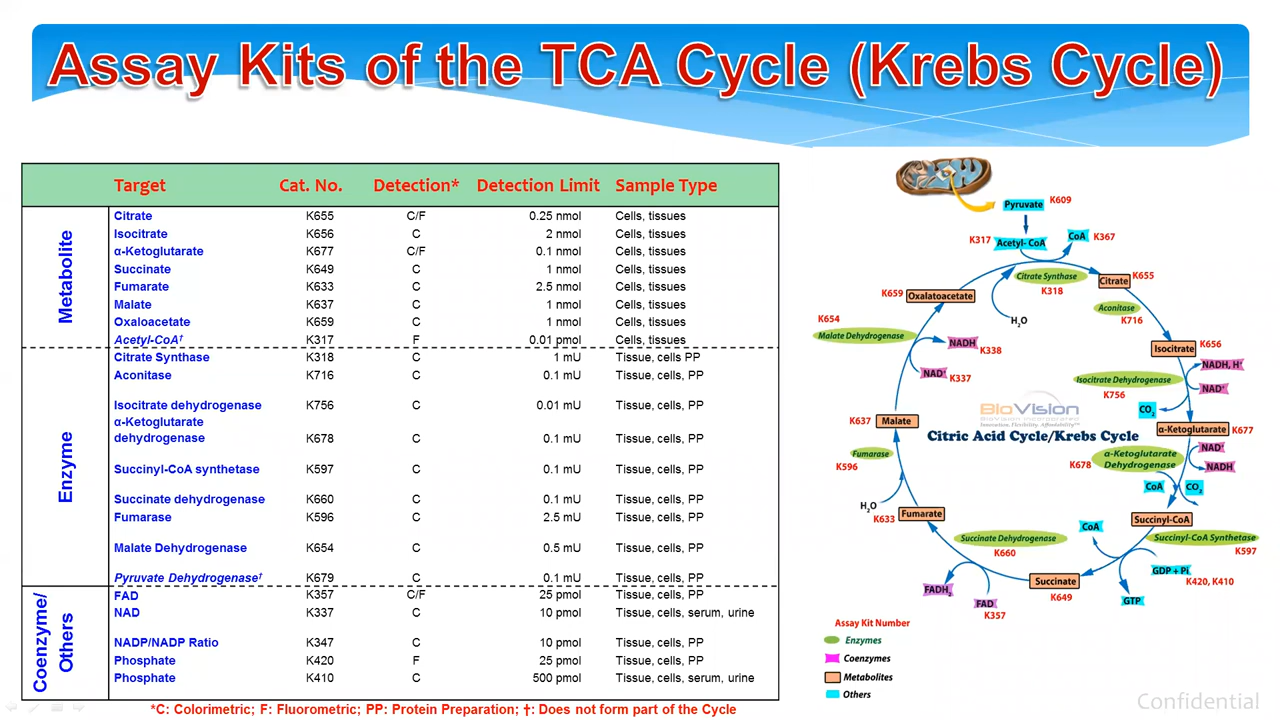 Assay Kits of the TCA Cycle (Krebs Cycle)
Target Cat. No. Detection* Detection Limit Sample Type
Metabolite
Citrate K655 C/F 0.25 nmol Cells, tissues
Isocitrate K656 C 2 nmol Cells, tissues
α-Ketoglutarate K677 C/F 0.1 nmol Cells, tissues
Succinate K649 C 1 nmol Cells, tissues
Fumarate K633 C 2.5 nmol Cells, tissues
Malate K637 C 1 nmol Cells, tissues
Oxaloacetate K659 C 1 nmol Cells, tissues
Acetyl-CoA† K317 F 0.01 pmol Cells, tissues
Enzyme
Citrate Synthase K318 C 1 mU Tissue, cells PP
Aconitase K716 C 0.1 mU Tissue, cells, PP
Isocitrate dehydrogenase K756 C 0.01 mU Tissue, cells, PP
α-Ketoglutarate
dehydrogenase K678 C 0.1 mU Tissue, cells, PP
Succinyl-CoA synthetase K597 C 0.1 mU Tissue, cells, PP
Succinate dehydrogenase K660 C 0.1 mU Tissue, cells, PP
Fumarase K596 C 2.5 mU Tissue, cells, PP
Malate Dehydrogenase K654 C 0.5 mU Tissue, cells, PP
Pyruvate Dehydrogenase† K679 C 0.1 mU Tissue, cells, PP
Coenzyme/
Others
FAD K357 C/F 25 pmol Tissue, cells, PP
NAD K337 C 10 pmol Tissue, cells, serum, urine
NADP/NADP Ratio K347 C 10 pmol Tissue, cells, PP
Phosphate K420 F 25 pmol Tissue, cells, PP
Phosphate K410 C 500 pmol Tissue, cells, serum, urine
*C: Colorimetric; F: Fluorometric; PP: Protein Preparation; †: Does not form part of the Cycle
Pyruvate K609
K317 Acetyl- CoA
CoA K367
Citrate Synthase
K318
Citrate K655
K659 Oxalatoacetate
H₂O
Aconitase
K716
K654
Malate Dehydrogenase
NADH
K338
NAD⁺
K337
Isocitrate K656
NADH, H⁺
Isocitrate Dehydrogenase
K756
NAD⁺
CO₂
BioVision
BioVision Incorporated
Innovation, Flexibility, Affordability™
Citric Acid Cycle/Krebs Cycle
K637 Malate
α-Ketoglutarate K677
Fumarase
K596
K678
α-Ketoglutarate
Dehydrogenase
NAD⁺
NADH
CoA
CO₂
H₂O
K633
Fumarate
Succinyl-CoA
CoA
Succinyl-CoA Synthetase
K597
Succinate Dehydrogenase
K660
GDP + Pi
K420, K410
Succinate
K649
GTP
FADH₂
FAD
K357
Assay Kit Number
Enzymes
Coenzymes
Metabolites
Others
Confidential